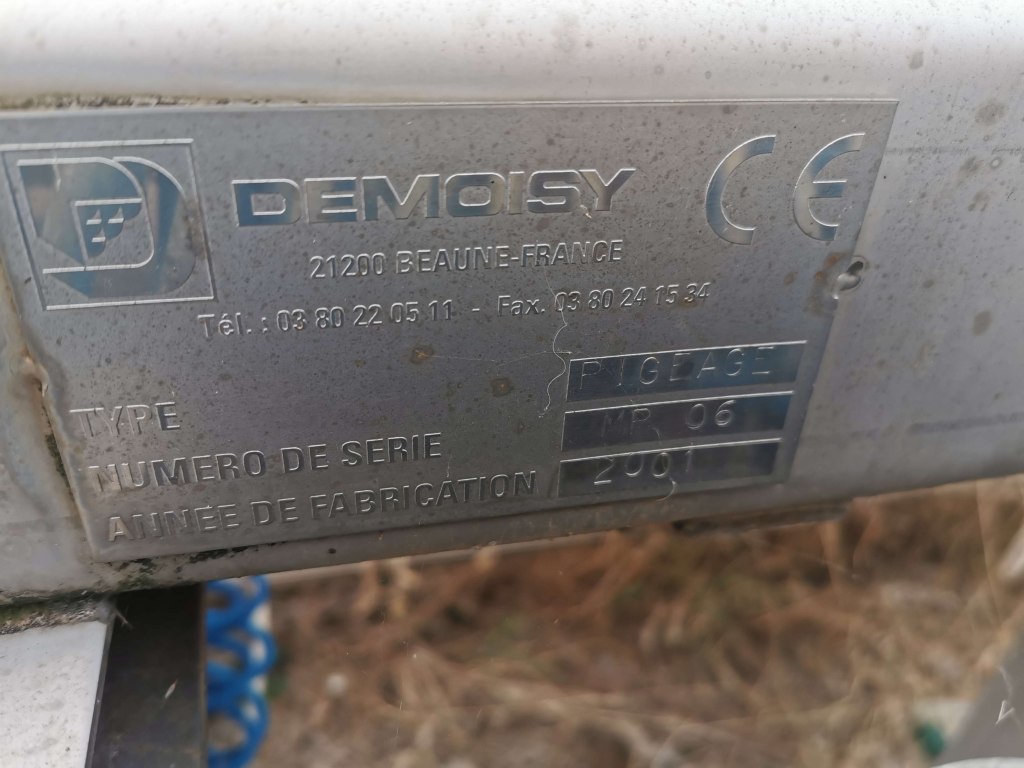 DEMOISY
CE
21200 BEAUNE-FRANCE
Tél. : 03 80 22 05 11 - Fax. 03 80 24 15 34
TYPE PIGEAGE
NUMERO DE SERIE MP 06
ANNEE DE FABRICATION 2001